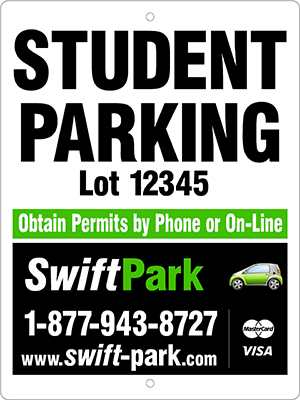 STUDENT
PARKING
Lot 12345
Obtain Permits by Phone or On-Line
SwiftPark
1-877-943-8727
MasterCard
VISA
www.swift-park.com